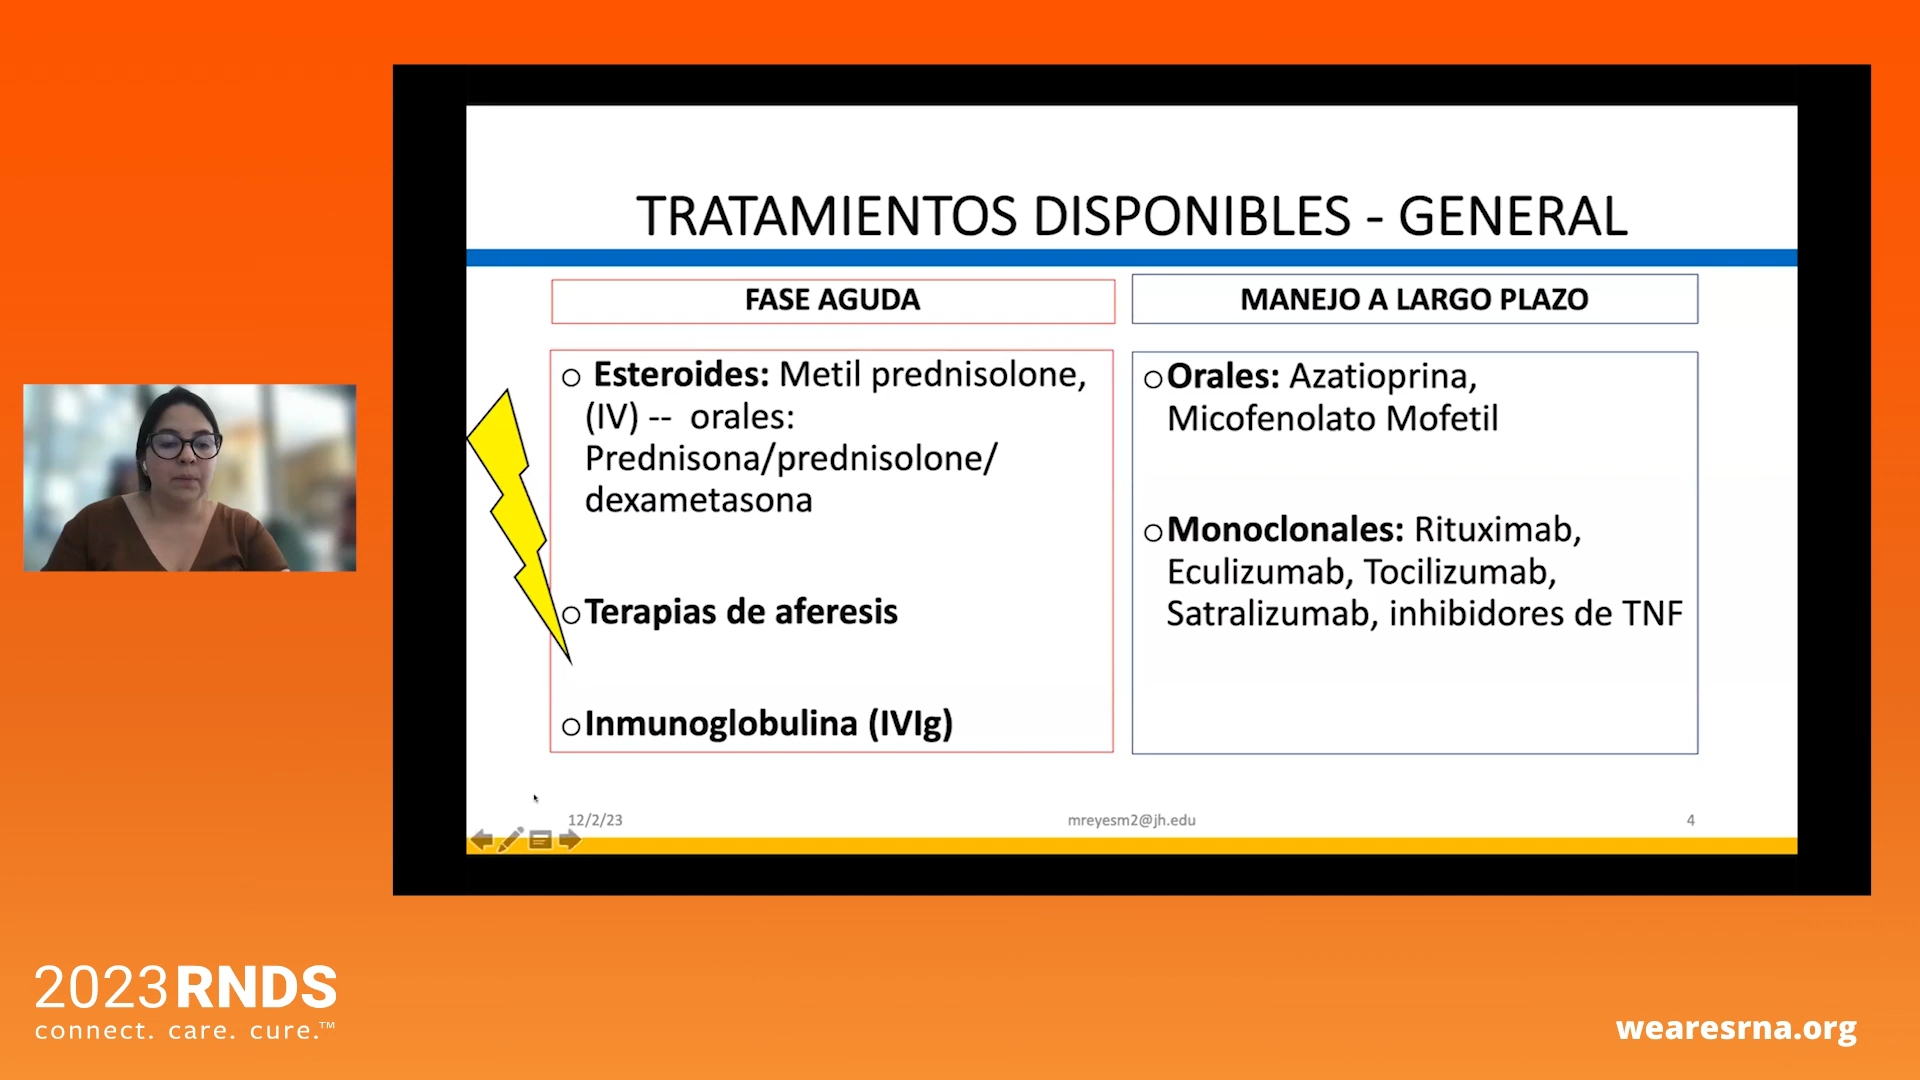 TRATAMIENTOS DISPONIBLES - GENERAL
FASE AGUDA
Esteroides: Metil prednisolone,
(IV) -- orales:
Prednisona/prednisolone/
dexametasona
Terapias de aferesis
Inmunoglobulina (IVIg)
MANEJO A LARGO PLAZO
Orales: Azatioprina,
Micofenolato Mofetil
Monoclonales: Rituximab,
Eculizumab, Tocilizumab,
Satralizumab, inhibidores de TNF
12/2/23
mreyesm2@jh.edu
4
2023 RNDS
connect. care. cure.™
wearesrna.org